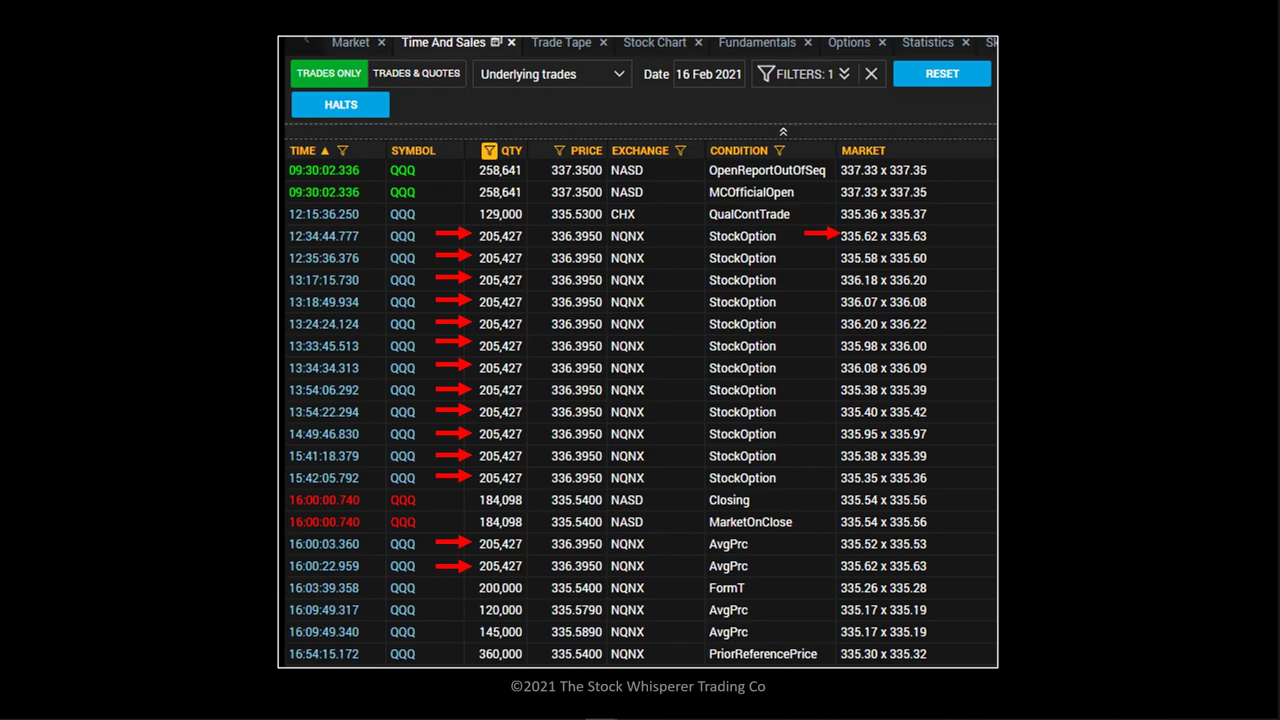 Market × Time And Sales × Trade Tape × Stock Chart × Fundamentals × Options × Statistics ×
TRADES ONLY TRADES & QUOTES Underlying trades Date 16 Feb 2021 FILTERS: 1 RESET
HALTS
TIME SYMBOL QTY PRICE EXCHANGE CONDITION MARKET
09:30:02.336 QQQ 258,641 337.3500 NASD OpenReportOutOfSeq 337.33 x 337.35
09:30:02.336 QQQ 258,641 337.3500 NASD MCOfficialOpen 337.33 x 337.35
12:15:36.250 QQQ 129,000 335.5300 CHX QualContTrade 335.36 x 335.37
12:34:44.777 QQQ 205,427 336.3950 NQNX StockOption 335.62 x 335.63
12:35:36.376 QQQ 205,427 336.3950 NQNX StockOption 335.58 x 335.60
13:17:15.730 QQQ 205,427 336.3950 NQNX StockOption 336.18 x 336.20
13:18:49.934 QQQ 205,427 336.3950 NQNX StockOption 336.07 x 336.08
13:24:24.124 QQQ 205,427 336.3950 NQNX StockOption 336.20 x 336.22
13:33:45.513 QQQ 205,427 336.3950 NQNX StockOption 335.98 x 336.00
13:34:34.313 QQQ 205,427 336.3950 NQNX StockOption 336.08 x 336.09
13:54:06.292 QQQ 205,427 336.3950 NQNX StockOption 335.38 x 335.39
13:54:22.294 QQQ 205,427 336.3950 NQNX StockOption 335.40 x 335.42
14:49:46.830 QQQ 205,427 336.3950 NQNX StockOption 335.95 x 335.97
15:41:18.379 QQQ 205,427 336.3950 NQNX StockOption 335.38 x 335.39
15:42:05.792 QQQ 205,427 336.3950 NQNX StockOption 335.35 x 335.36
16:00:00.740 QQQ 184,098 335.5400 NASD Closing 335.54 x 335.56
16:00:00.740 QQQ 184,098 335.5400 NASD MarketOnClose 335.54 x 335.56
16:00:03.360 QQQ 205,427 336.3950 NQNX AvgPrc 335.52 x 335.53
16:00:22.959 QQQ 205,427 336.3950 NQNX AvgPrc 335.62 x 335.63
16:03:39.358 QQQ 200,000 335.5400 NQNX FormT 335.26 x 335.28
16:09:49.317 QQQ 120,000 335.5790 NQNX AvgPrc 335.17 x 335.19
16:09:49.340 QQQ 145,000 335.5890 NQNX AvgPrc 335.17 x 335.19
16:54:15.172 QQQ 360,000 335.5400 NQNX PriorReferencePrice 335.30 x 335.32
©2021 The Stock Whisperer Trading Co